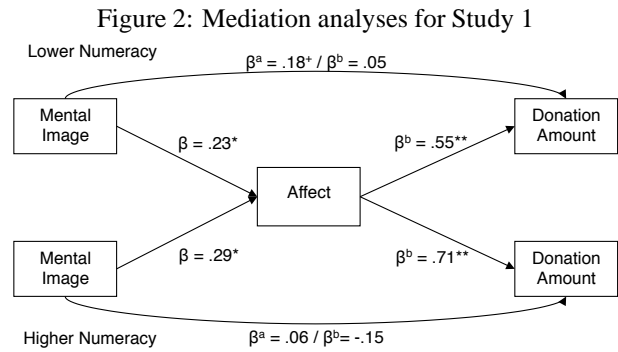 Figure 2: Mediation analyses for Study 1
Lower Numeracy
βᵃ = .18⁺ / βᵇ = .05
Mental
Image
Donation
Amount
β = .23*
βᵇ = .55**
Affect
β = .29*
βᵇ = .71**
Mental
Image
Donation
Amount
βᵃ = .06 / βᵇ= -.15
Higher Numeracy